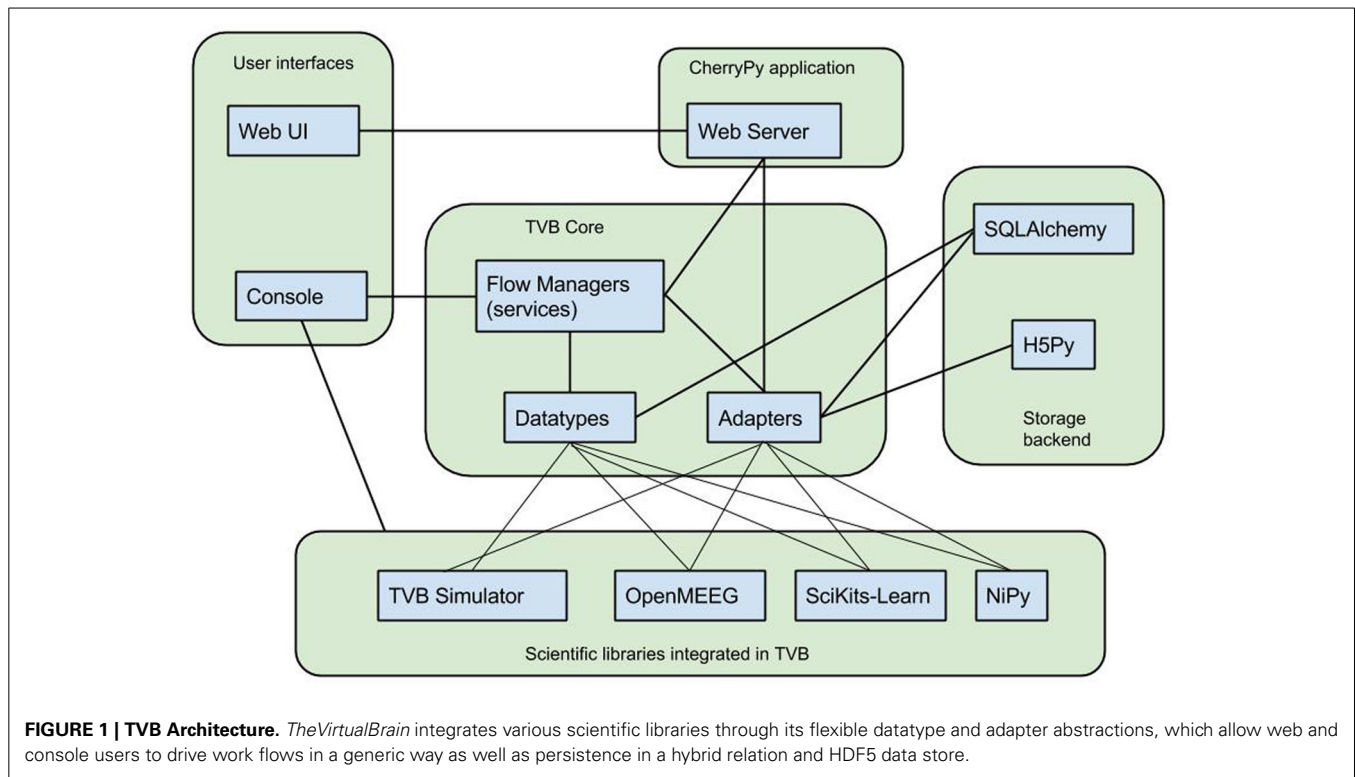 User interfaces
Web UI
Console
CherryPy application
Web Server
TVB Core
Flow Managers
(services)
Datatypes
Adapters
SQLAlchemy
H5Py
Storage
backend
TVB Simulator
OpenMEEG
SciKits-Learn
NiPy
Scientific libraries integrated in TVB
FIGURE 1 | TVB Architecture. TheVirtualBrain integrates various scientific libraries through its flexible datatype and adapter abstractions, which allow web and
console users to drive work flows in a generic way as well as persistence in a hybrid relation and HDF5 data store.